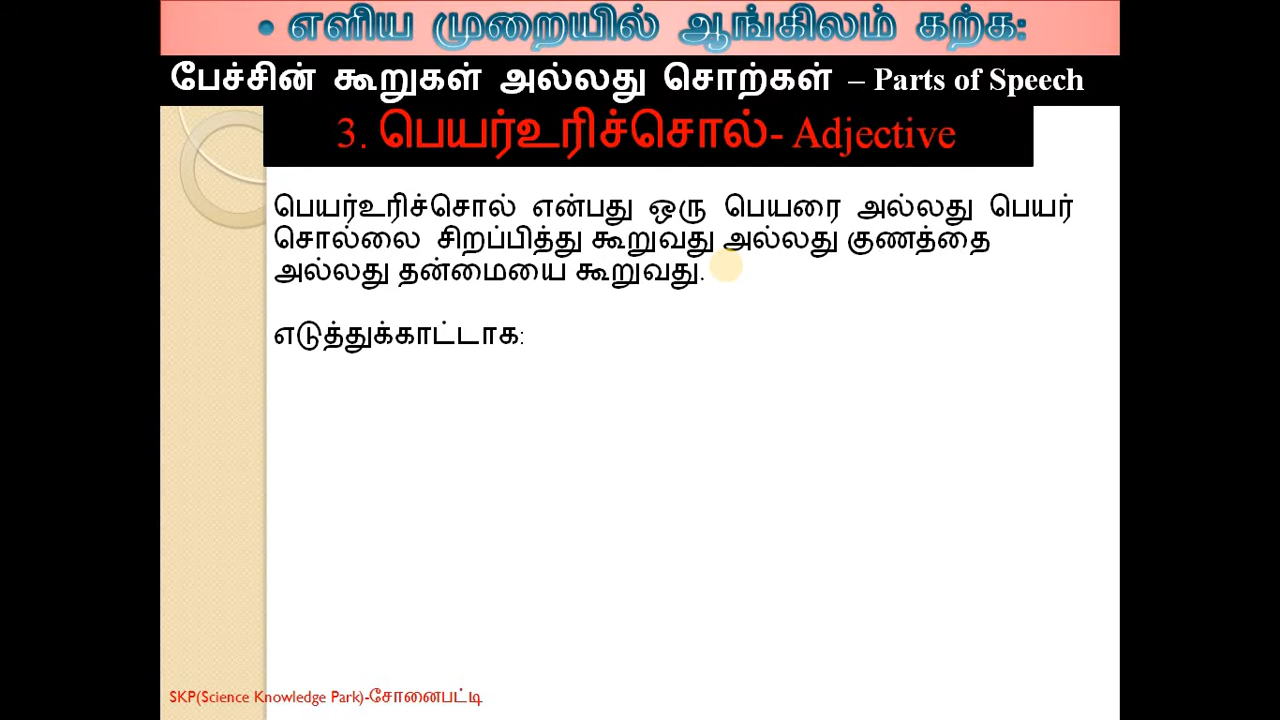 • எளிய முறையில் ஆங்கிலம் கற்க:
பேச்சின் கூறுகள் அல்லது சொற்கள் – Parts of Speech
3. பெயர்உரிச்சொல்- Adjective
பெயர்உரிச்சொல் என்பது ஒரு பெயரை அல்லது பெயர்
சொல்லை சிறப்பித்து கூறுவது அல்லது குணத்தை
அல்லது தன்மையை கூறுவது.
எடுத்துக்காட்டாக:
SKP(Science Knowledge Park)-சோனைபட்டி